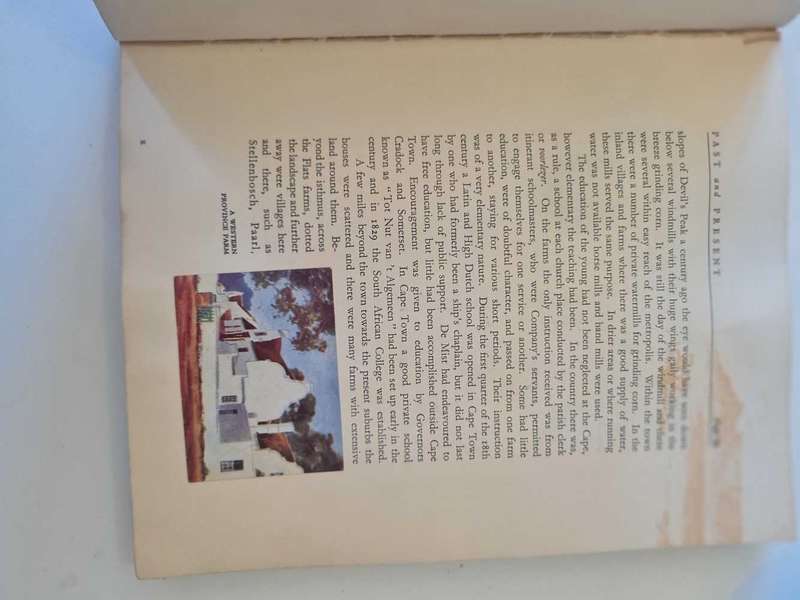 PAST and PRESENT
slopes of Devil's Peak a century ago the eye would have seen down
below several windmills with their huge wings gaily working in the
breeze grinding corn. It was still the day of the windmill and there
were several within easy reach of the metropolis. Within the town
there were a number of private watermills for grinding corn. In the
inland villages and farms where there was a good supply of water,
these mills served the same purpose. In drier areas or where running
water was not available horse mills and hand mills were used.
The education of the young had not been neglected at the Cape,
however elementary the teaching had been. In the country there was,
as a rule, a school at each church place conducted by the parish clerk
or voorlezer. On the farms the only instruction received was from
itinerant schoolmasters, who were Company's servants, permitted
to engage themselves for one service or another. Some had little
education, were of doubtful character, and passed on from one farm
to another, staying for various short periods. Their instruction
was of a very elementary nature. During the first quarter of the 18th
century a Latin and High Dutch school was opened in Cape Town
by one who had formerly been a ship's chaplain, but it did not last
long through lack of public support. De Mist had endeavoured to
have free education, but little had been accomplished outside Cape
Town. Encouragement was given to education by Governors
Cradock and Somerset. In Cape Town a good private school
known as "Tot Nut van 't Algemeen" had been set up early in the
century and in 1829 the South African College was established.
A few miles beyond the town towards the present suburbs the
houses were scattered and there were many farms with extensive
land around them. Be-
yond the isthmus, across
the Flats farms, dotted
the landscape and further
away were villages here
and there, such as
Stellenbosch, Paarl,
A WESTERN
PROVINCE FARM
8